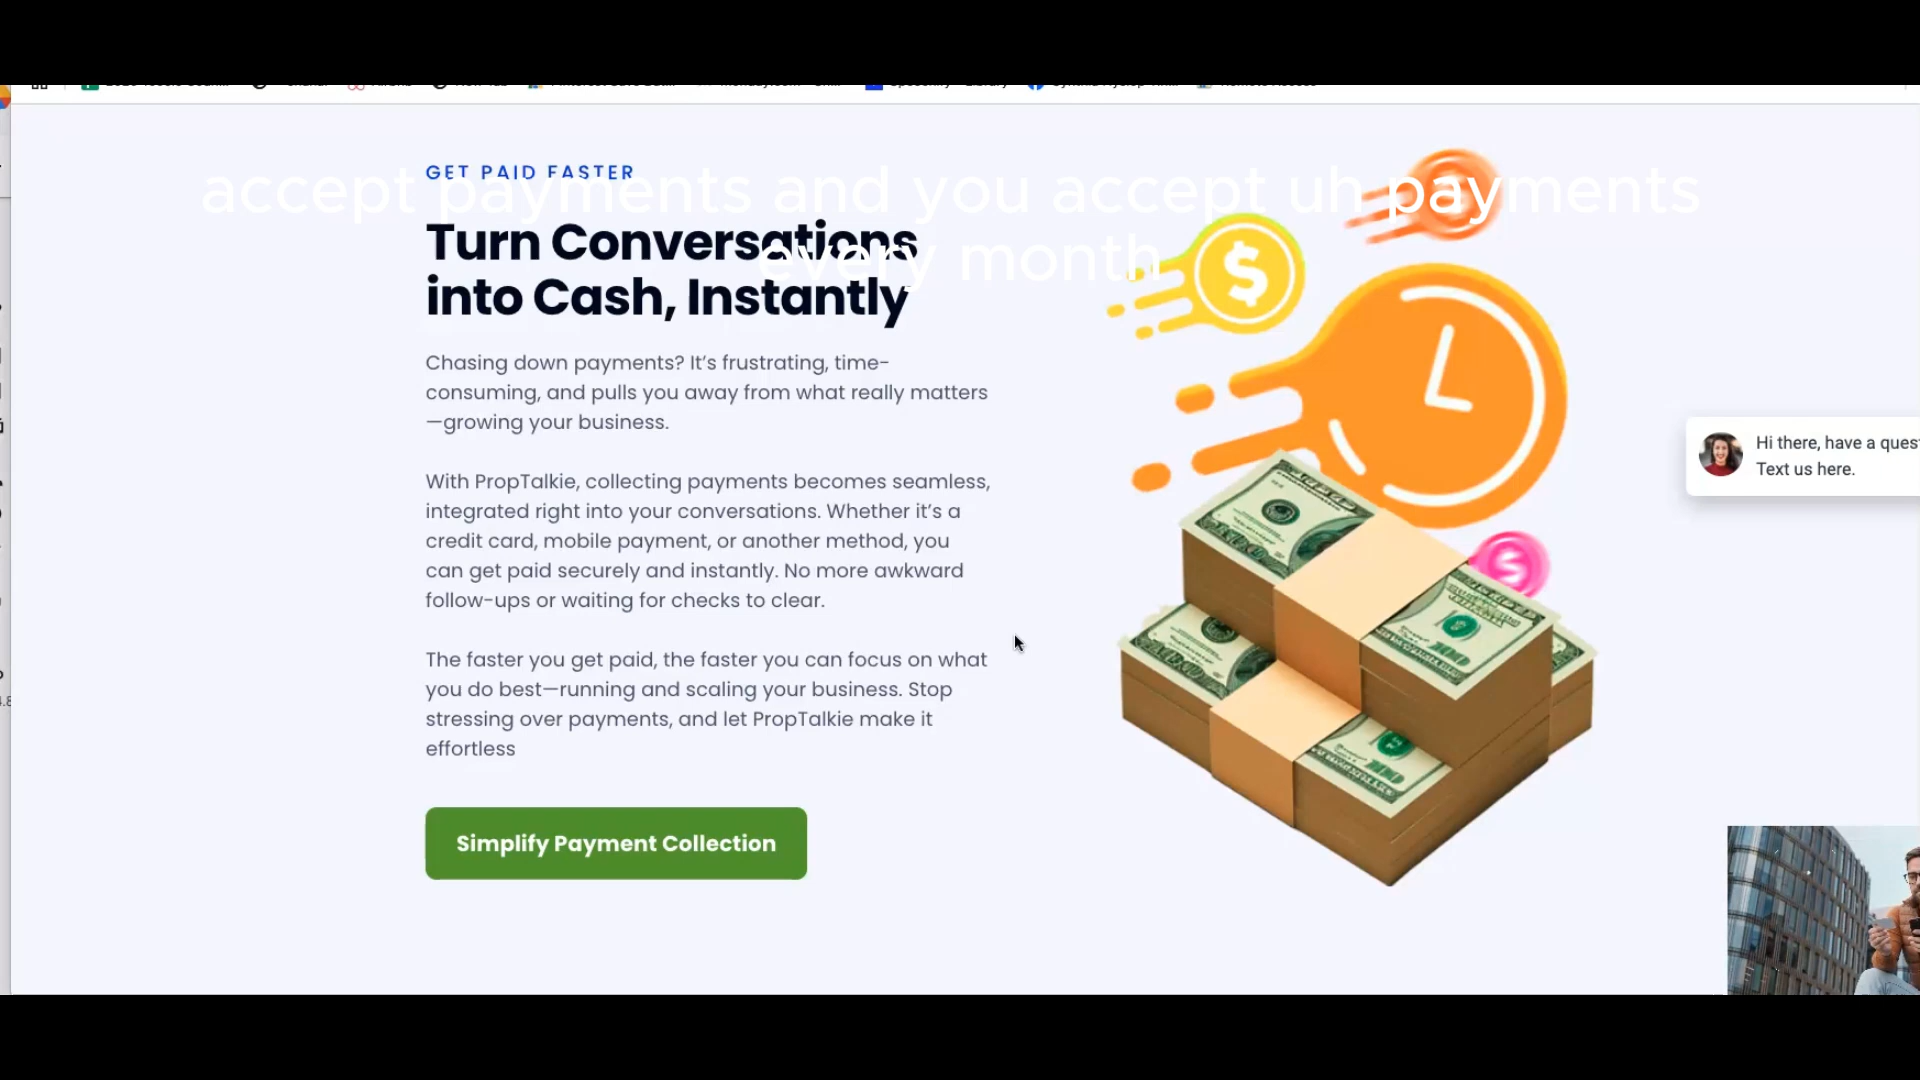 GET PAID FASTER
accept payments and you accept uh payments
every month
Turn Conversations
into Cash, Instantly
Chasing down payments? It's frustrating, time-
consuming, and pulls you away from what really matters
—growing your business.
With PropTalkie, collecting payments becomes seamless,
integrated right into your conversations. Whether it's a
credit card, mobile payment, or another method, you
can get paid securely and instantly. No more awkward
follow-ups or waiting for checks to clear.
The faster you get paid, the faster you can focus on what
you do best—running and scaling your business. Stop
stressing over payments, and let PropTalkie make it
effortless
Simplify Payment Collection
Hi there, have a ques
Text us here.